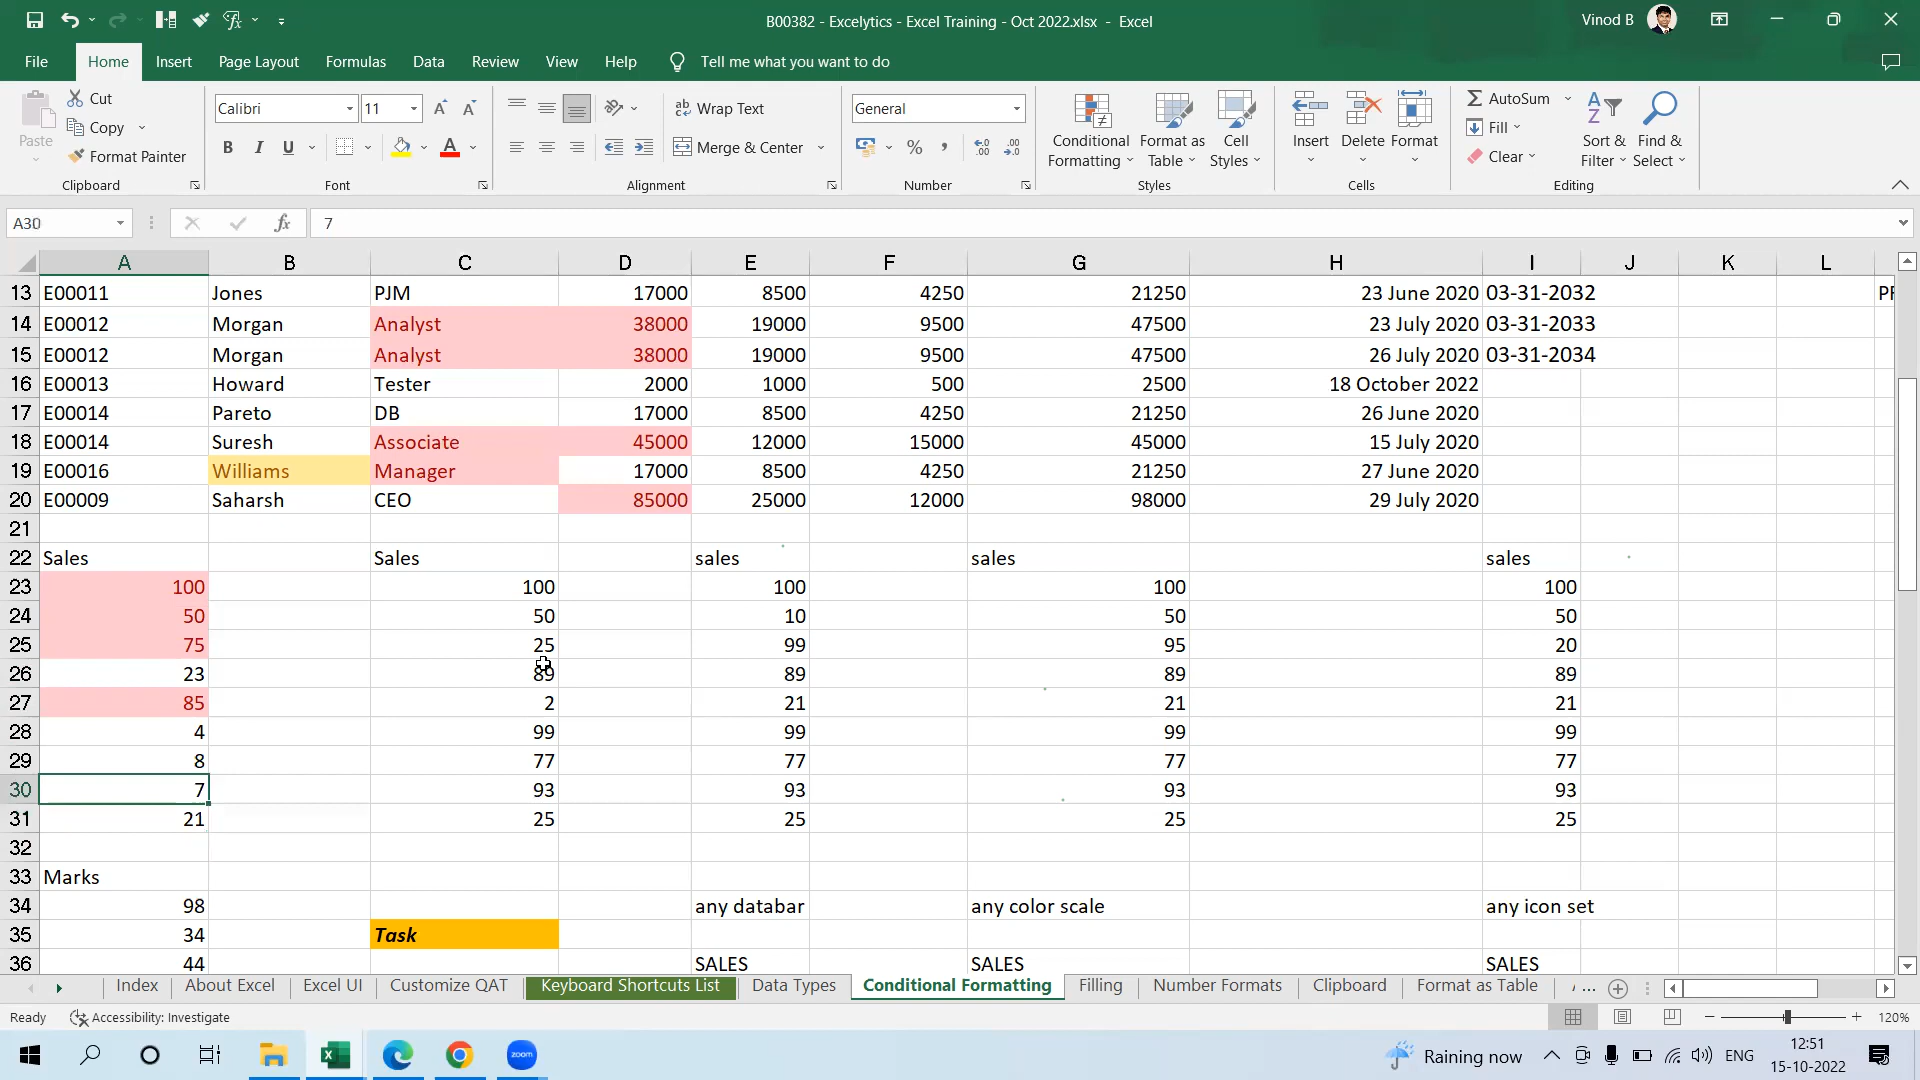 B00382 - Excelytics - Excel Training - Oct 2022.xlsx - Excel
Vinod B
File Home Insert Page Layout Formulas Data Review View Help Tell me what you want to do
Paste
Cut
Copy
Format Painter
Clipboard
Calibri 11
B I U A
Font
ab Wrap Text
Merge & Center
Alignment
General
% ,
Number
Conditional Formatting
Format as Table
Cell Styles
Styles
Insert Delete Format
Cells
AutoSum
Fill
Clear
Sort & Filter
Find & Select
Editing
A30 fx 7
A B C D E F G H I J K L
13 E00011 Jones PJM 17000 8500 4250 21250 23 June 2020 03-31-2032
14 E00012 Morgan Analyst 38000 19000 9500 47500 23 July 2020 03-31-2033
15 E00012 Morgan Analyst 38000 19000 9500 47500 26 July 2020 03-31-2034
16 E00013 Howard Tester 2000 1000 500 2500 18 October 2022
17 E00014 Pareto DB 17000 8500 4250 21250 26 June 2020
18 E00014 Suresh Associate 45000 12000 15000 45000 15 July 2020
19 E00016 Williams Manager 17000 8500 4250 21250 27 June 2020
20 E00009 Saharsh CEO 85000 25000 12000 98000 29 July 2020
21
22 Sales Sales sales sales sales
23 100 100 100 100 100
24 50 50 10 50 50
25 75 25 99 95 20
26 23 89 89 89 89
27 85 2 21 21 21
28 4 99 99 99 99
29 8 77 77 77 77
30 7 93 93 93 93
31 21 25 25 25 25
32
33 Marks
34 98 any databar any color scale any icon set
35 34 Task
36 44 SALES SALES SALES
Index About Excel Excel UI Customize QAT Keyboard Shortcuts List Data Types Conditional Formatting Filling Number Formats Clipboard Format as Table ...
Ready Accessibility: Investigate 120%
zoom
Raining now ENG
12:51
15-10-2022